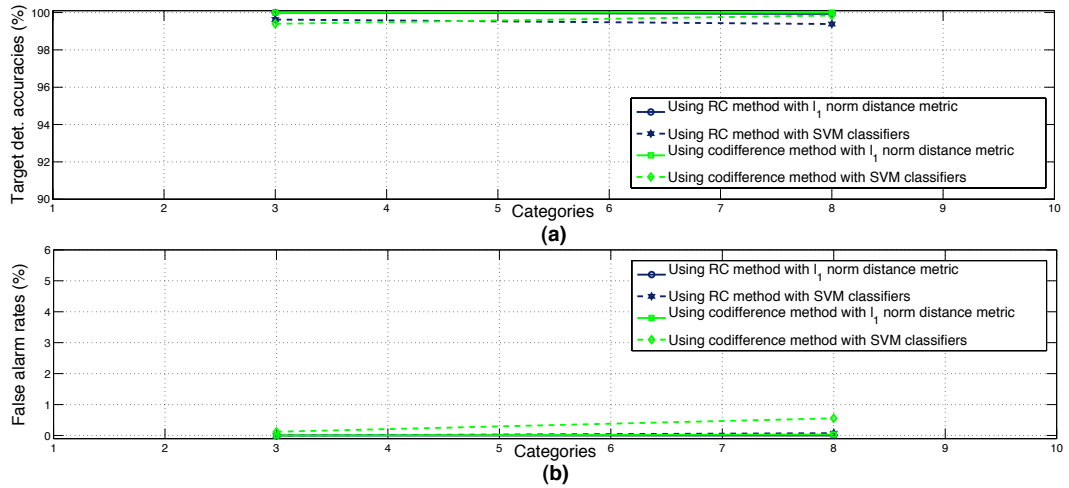 100
98
96
94
92
90
Target det. accuracies (%)
Using RC method with l1 norm distance metric
Using RC method with SVM classifiers
Using codifference method with l1 norm distance metric
Using codifference method with SVM classifiers
1 2 3 4 5 6 7 8 9 10
Categories
(a)
6
5
4
3
2
1
0
False alarm rates (%)
Using RC method with l1 norm distance metric
Using RC method with SVM classifiers
Using codifference method with l1 norm distance metric
Using codifference method with SVM classifiers
1 2 3 4 5 6 7 8 9 10
Categories
(b)